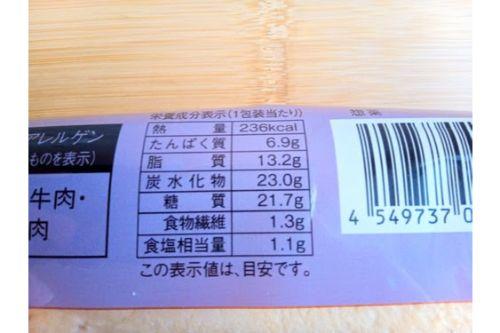 アレルゲン
ものを表示)
牛肉・
肉
栄養成分表示(1包装当たり)
熱量 236kcal
たんぱく質 6.9g
脂質 13.2g
炭水化物 23.0g
糖質 21.7g
食物繊維 1.3g
食塩相当量 1.1g
この表示値は、目安です。
惣菜
4 549737 0